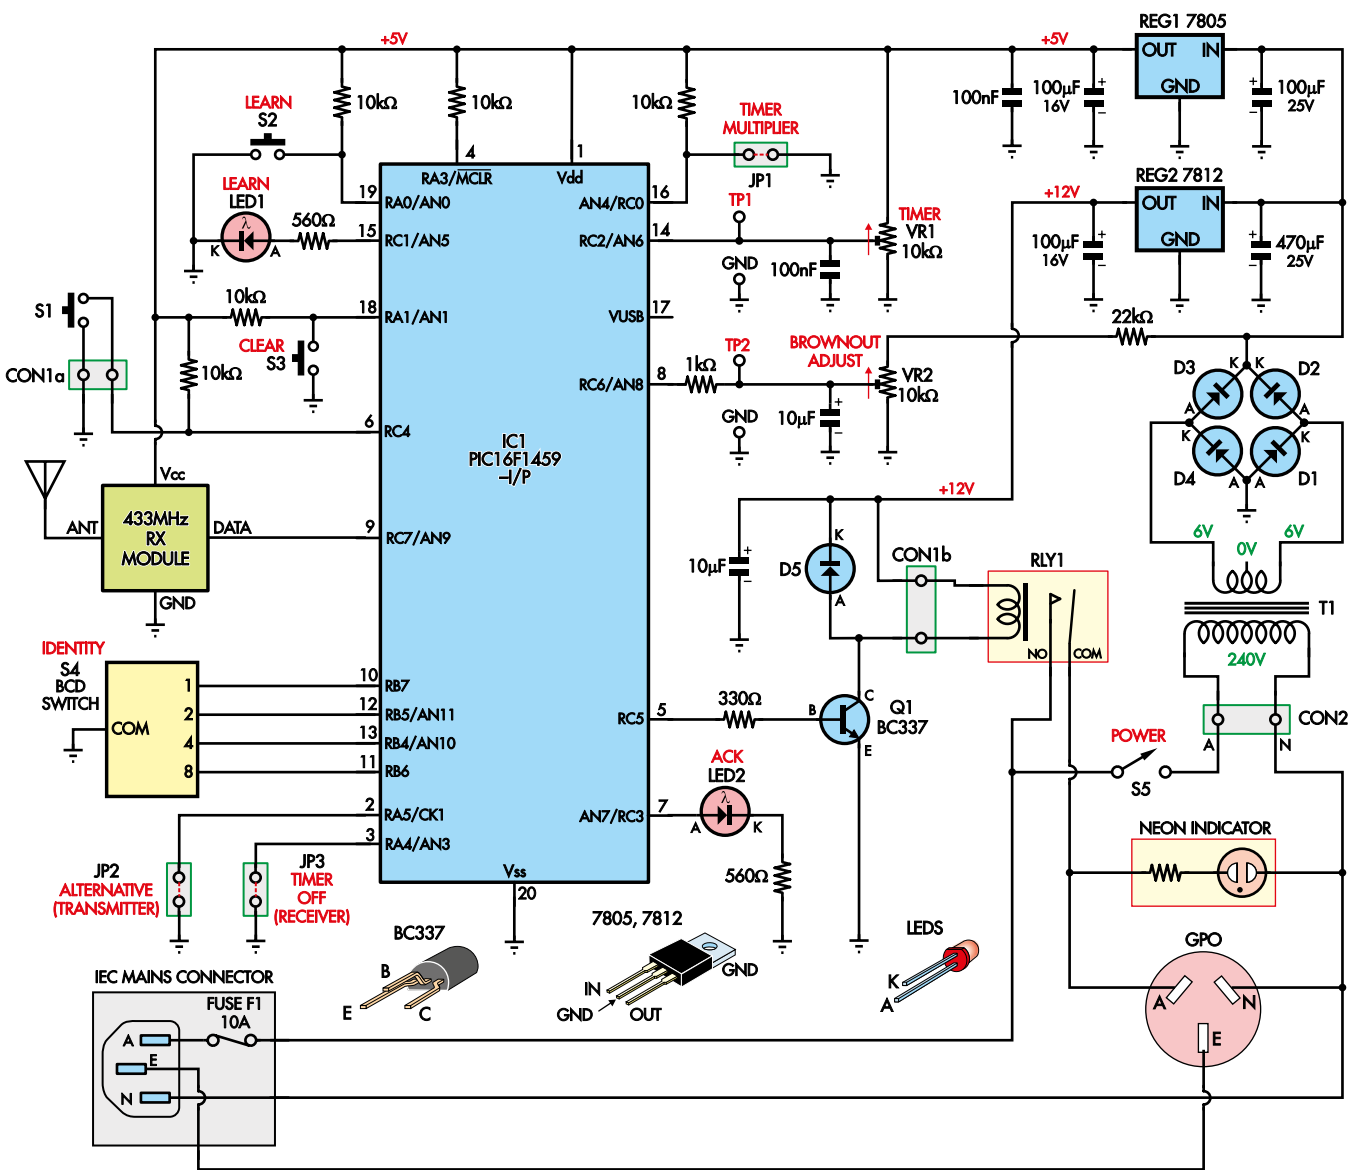 REG1 7805
+5V
+5V
OUT
IN
GND
100nF
100µF
16V
+
–
+
–
100µF
25V
10kΩ
10kΩ
10kΩ
LEARN
S2
TIMER
MULTIPLIER
JP1
4
1
RA3/MCLR
Vdd
REG2 7812
+12V
OUT
IN
GND
100µF
16V
+
–
+
–
470µF
25V
19
RA0/AN0
AN4/RC0
16
LEARN
LED1
λ
K
A
560Ω
15
RC1/AN5
RC2/AN6
14
TP1
GND
100nF
TIMER
VR1
10kΩ
S1
10kΩ
18
RA1/AN1
VUSB
17
CLEAR
S3
22kΩ
CON1a
10kΩ
RC6/AN8
8
1kΩ
TP2
GND
BROWNOUT
ADJUST
VR2
10kΩ
10µF
+
–
D3
K
K
D2
A
A
K
K
D4
A
A
D1
6
RC4
IC1
PIC16F1459
–I/P
Vcc
433MHz
RX
MODULE
ANT
DATA
GND
9
RC7/AN9
+12V
10µF
+
–
D5
K
A
CON1b
RLY1
NO
COM
6V
0V
6V
T1
240V
IDENTITY
S4
BCD
SWITCH
COM
1
2
4
8
10
RB7
12
RB5/AN11
13
RB4/AN10
11
RB6
RC5
5
330Ω
B
C
E
Q1
BC337
CON2
A
N
POWER
S5
2
RA5/CK1
3
RA4/AN3
AN7/RC3
7
ACK
LED2
λ
A
K
560Ω
NEON INDICATOR
JP2
ALTERNATIVE
(TRANSMITTER)
JP3
TIMER
OFF
(RECEIVER)
Vss
20
BC337
B
E
C
7805, 7812
IN
GND
OUT
GND
LEDS
K
A
GPO
A
N
E
IEC MAINS CONNECTOR
FUSE F1
10A
A
E
N